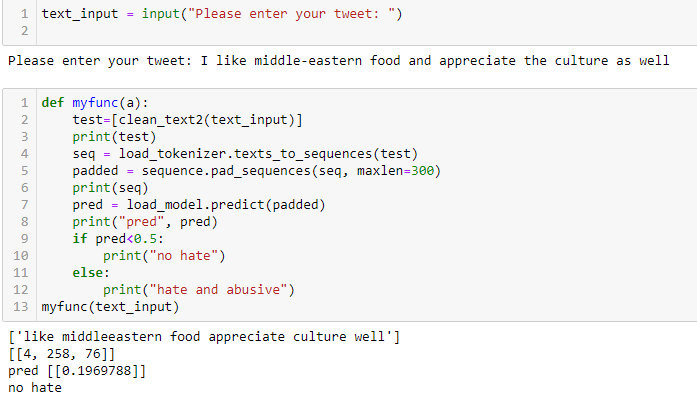 1 text_input = input("Please enter your tweet: ")
2
Please enter your tweet: I like middle-eastern food and appreciate the culture as well
1 def myfunc(a):
2     test=[clean_text2(text_input)]
3     print(test)
4     seq = load_tokenizer.texts_to_sequences(test)
5     padded = sequence.pad_sequences(seq, maxlen=300)
6     print(seq)
7     pred = load_model.predict(padded)
8     print("pred", pred)
9     if pred<0.5:
10         print("no hate")
11     else:
12         print("hate and abusive")
13 myfunc(text_input)
['like middleeastern food appreciate culture well']
[[4, 258, 76]]
pred [[0.1969788]]
no hate